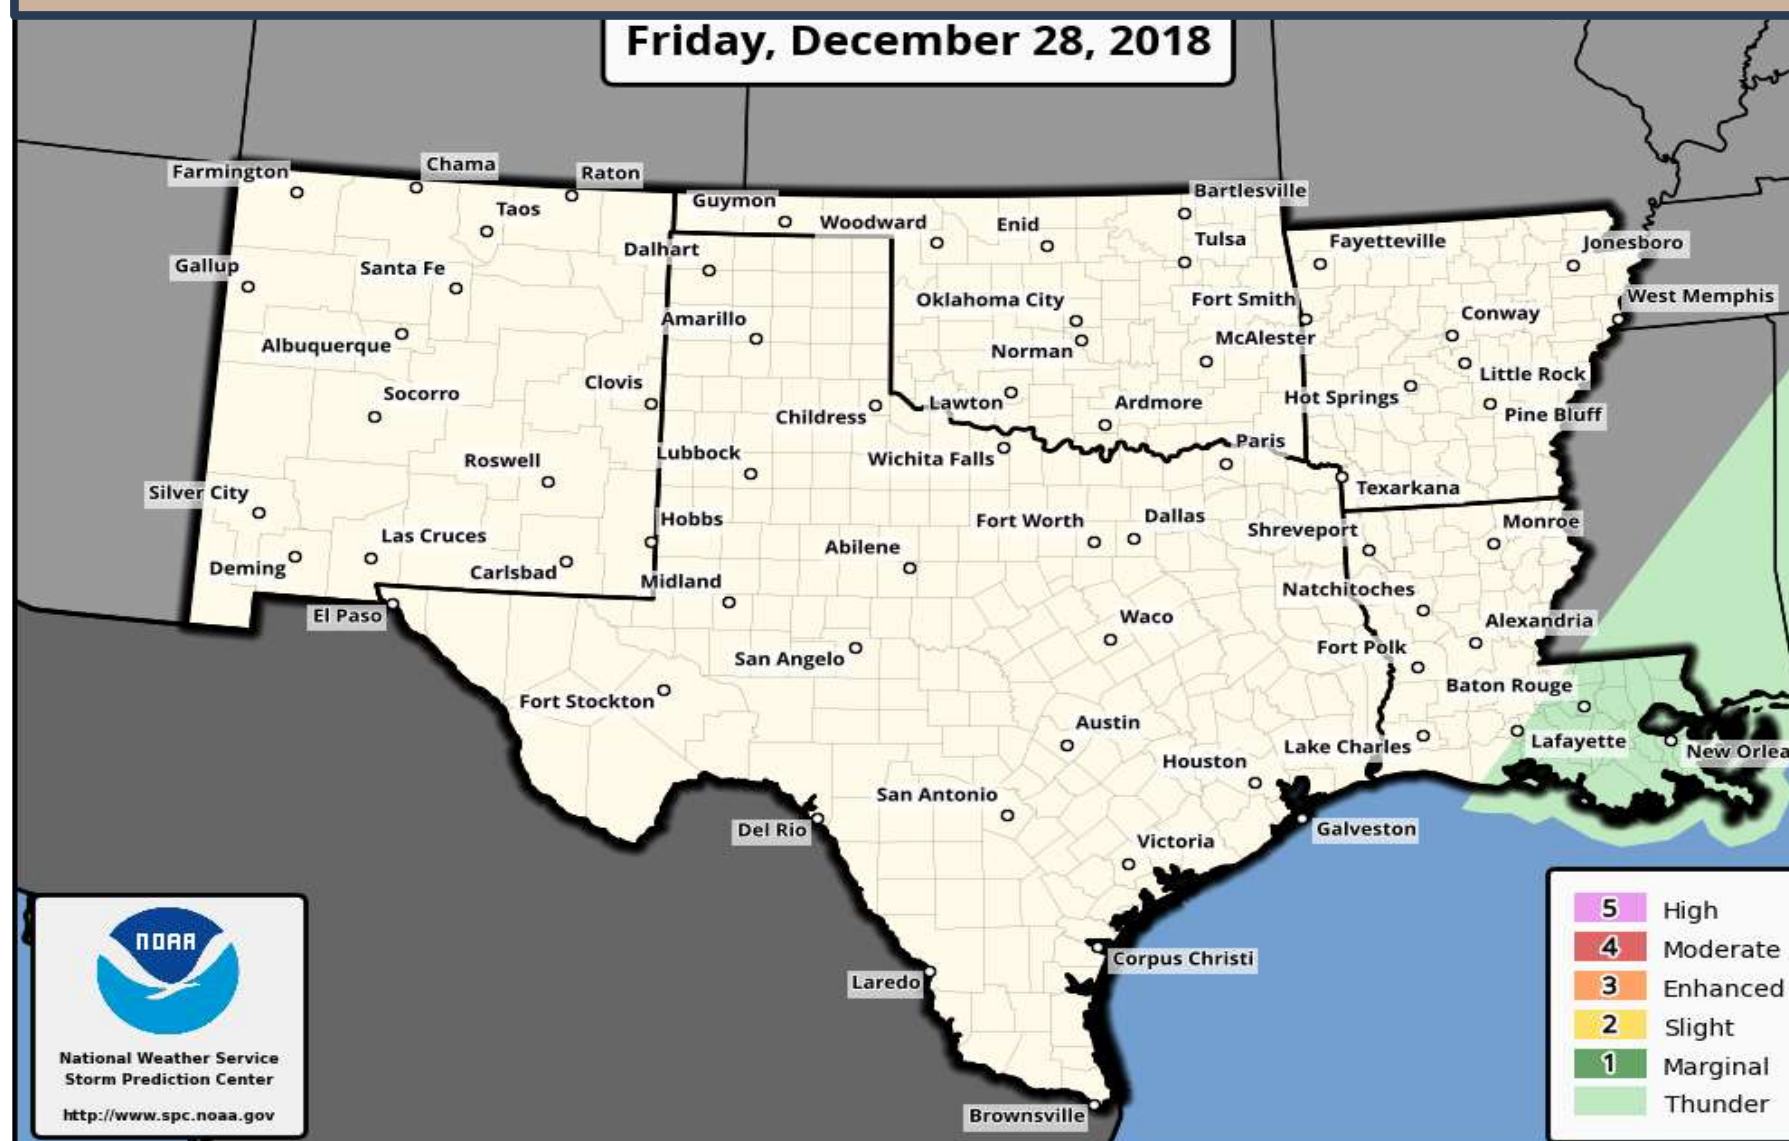 Friday, December 28, 2018
Farmington
Chama
Raton
Taos
Guymon
Woodward
Enid
Bartlesville
Tulsa
Fayetteville
Jonesboro
Gallup
Santa Fe
Dalhart
Oklahoma City
Fort Smith
West Memphis
Albuquerque
Amarillo
Norman
McAlester
Conway
Little Rock
Socorro
Clovis
Childress
Lawton
Ardmore
Hot Springs
Pine Bluff
Roswell
Lubbock
Wichita Falls
Paris
Texarkana
Silver City
Las Cruces
Hobbs
Fort Worth
Dallas
Shreveport
Monroe
Deming
Carlsbad
Midland
Abilene
Natchitoches
El Paso
Waco
Alexandria
San Angelo
Fort Polk
Fort Stockton
Baton Rouge
Austin
Lake Charles
Lafayette
New Orlea
Houston
San Antonio
Del Rio
Galveston
Victoria
Corpus Christi
Laredo
Brownsville
NOAA
National Weather Service
Storm Prediction Center
http://www.spc.noaa.gov
5 High
4 Moderate
3 Enhanced
2 Slight
1 Marginal
Thunder